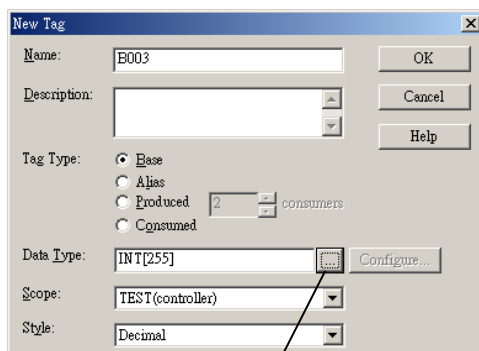 New Tag
Name: B003 OK
Description: Cancel
Help
Tag Type: Base
Alias
Produced 2 consumers
Consumed
Data Type: INT[255] ... Configure...
Scope: TEST(controller)
Style: Decimal